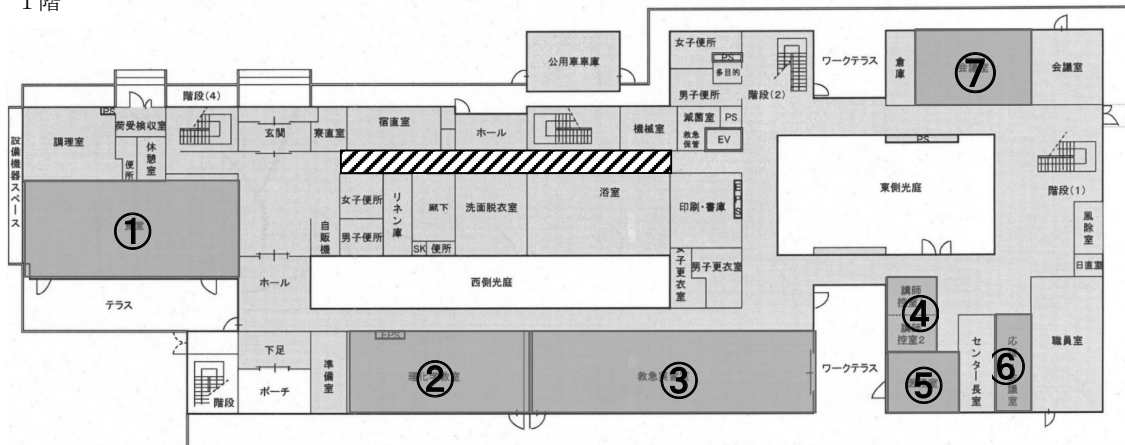 1階
女子便所
PS
多目的
男子便所
階段(2)
公用車車庫
ワークテラス
倉庫
⑦
会議室
会議室
階段(4)
PS
荷受検収室
調理室
休憩室
便所
玄関
寮直室
宿直室
ホール
機械室
滅菌室
PS
救急保管
EV
PS
東側光庭
階段(1)
設備機器スペース
①
女子便所
リネン庫
廊下
洗面脱衣室
浴室
印刷・書庫
EPS
自販機
男子便所
SK
便所
女子更衣室
男子更衣室
風除室
日直室
テラス
ホール
西側光庭
講師
④
講師
控室2
下足
EPS
準備室
②
③
ワークテラス
⑤
センター長室
⑥
職員室
階段
ポーチ